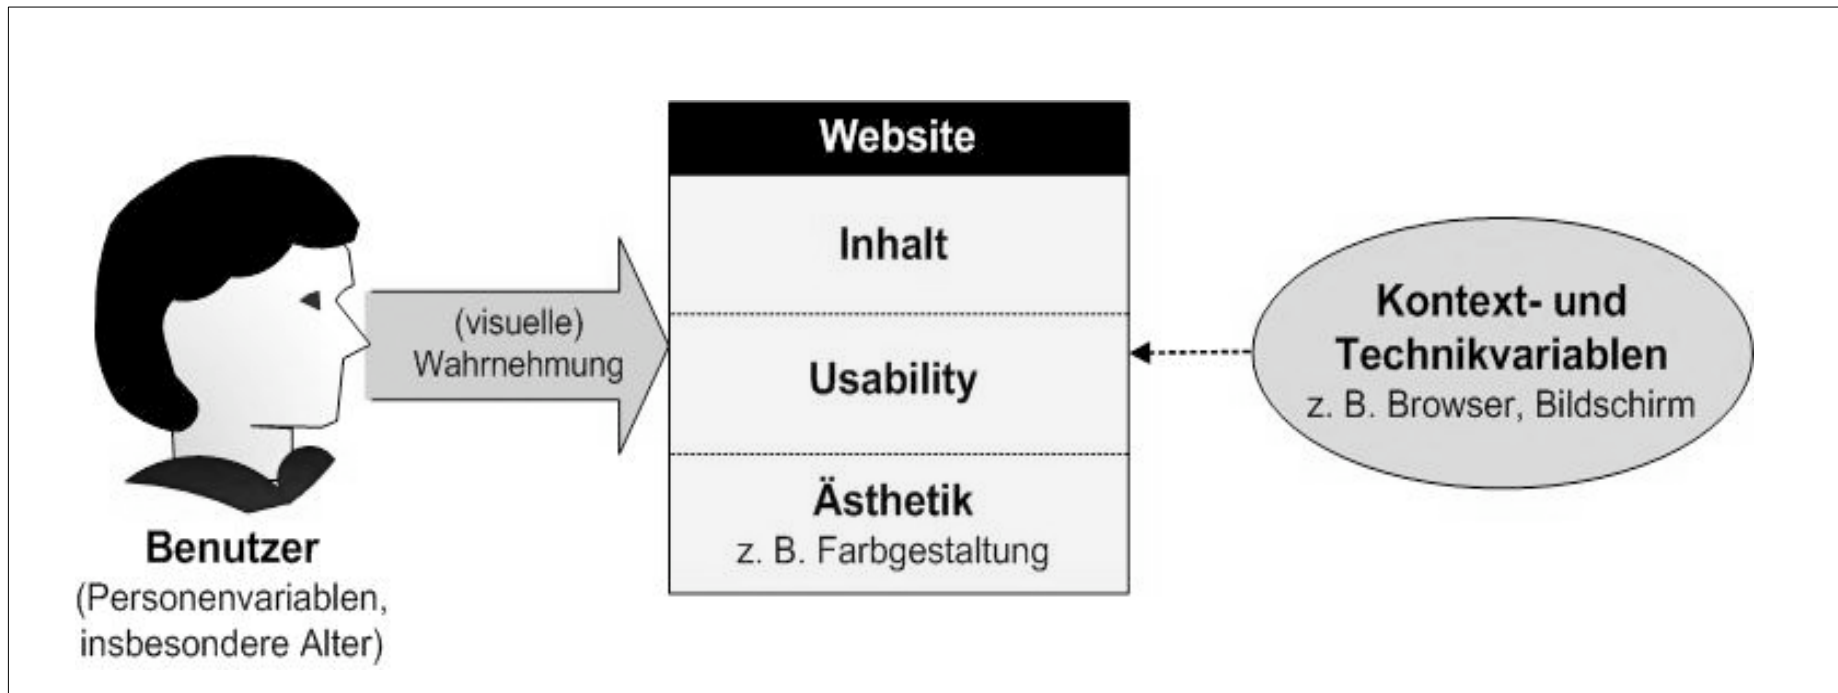 Website
Inhalt
(visuelle)
Wahrnehmung
Usability
Ästhetik
z. B. Farbgestaltung
Kontext- und
Technikvariablen
z. B. Browser, Bildschirm
Benutzer
(Personenvariablen,
insbesondere Alter)